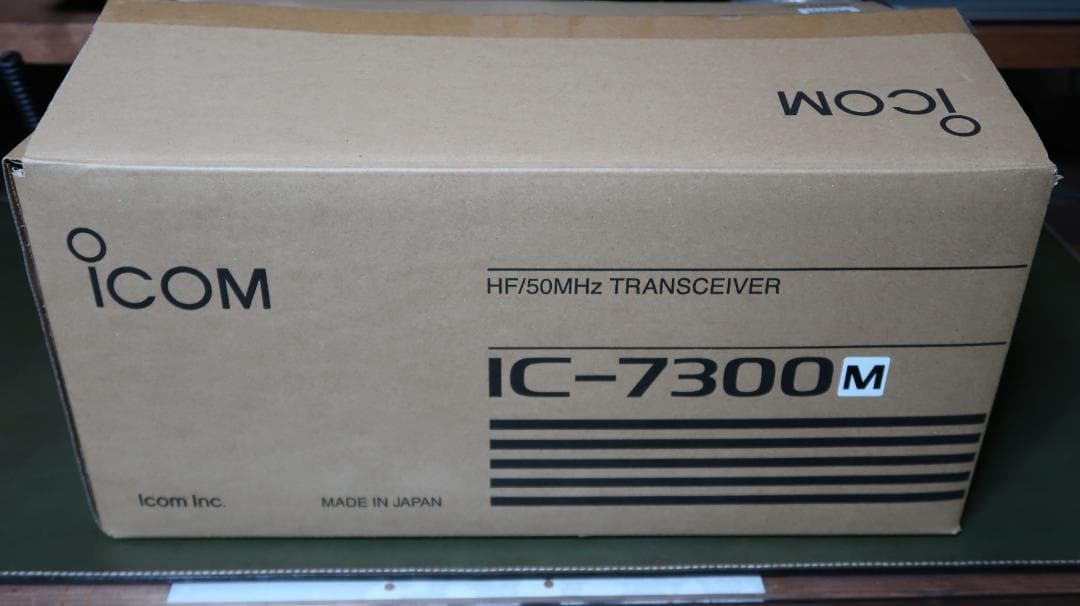 ICOM
ICOM
HF/50MHz TRANSCEIVER
IC-7300M
Icom Inc.
MADE IN JAPAN